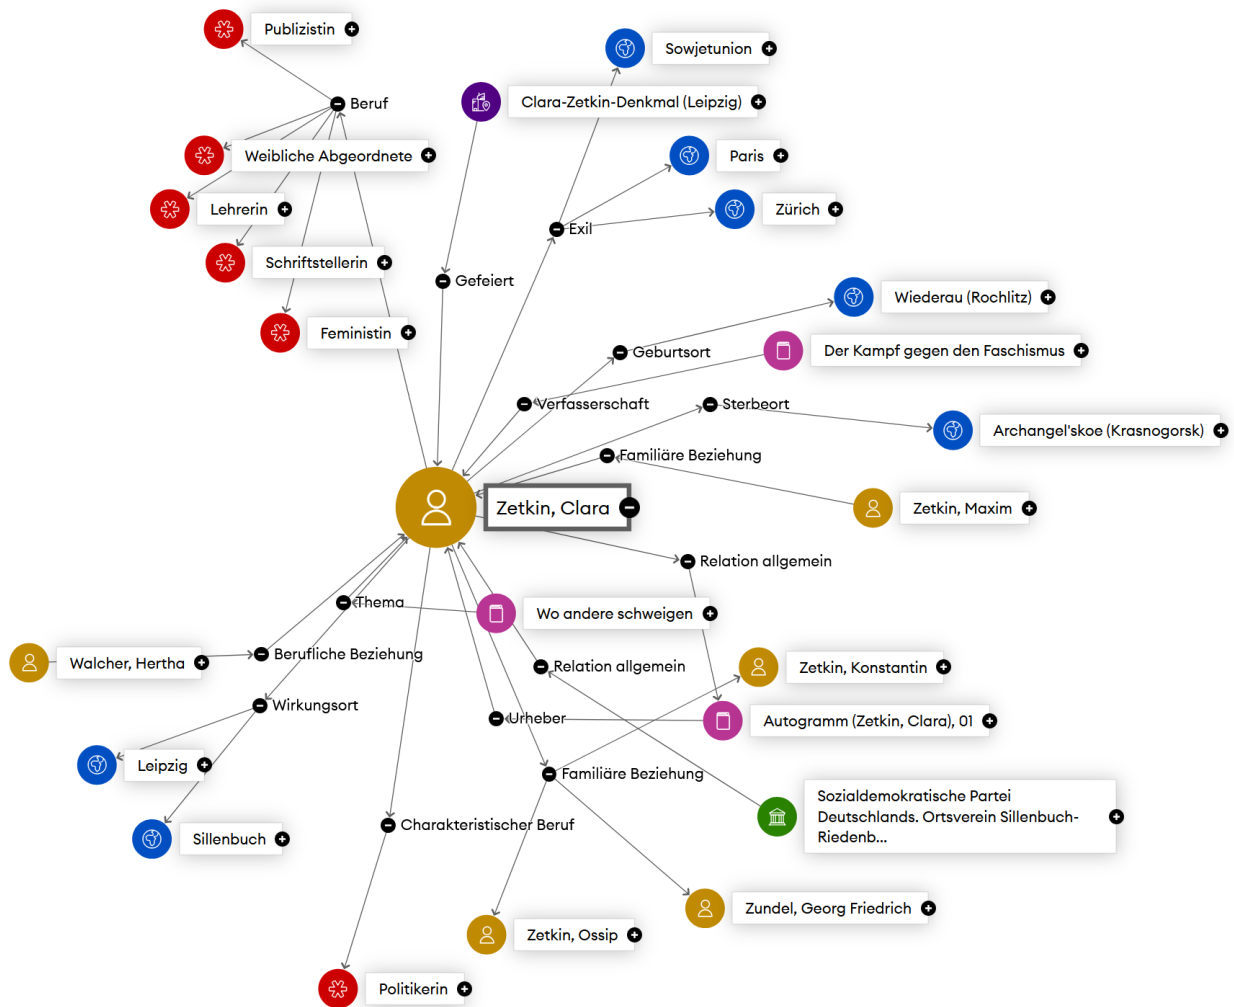 Publizistin
Sowjetunion
Clara-Zetkin-Denkmal (Leipzig)
Beruf
Weibliche Abgeordnete
Paris
Lehrerin
Zürich
Exil
Schriftstellerin
Gefeiert
Wiederau (Rochlitz)
Feministin
Geburtsort
Der Kampf gegen den Faschismus
Verfasserschaft
Sterbeort
Archangel'skoe (Krasnogorsk)
Familiäre Beziehung
Zetkin, Clara
Zetkin, Maxim
Relation allgemein
Thema
Wo andere schweigen
Walcher, Hertha
Berufliche Beziehung
Relation allgemein
Zetkin, Konstantin
Wirkungsort
Urheber
Autogramm (Zetkin, Clara), 01
Leipzig
Familiäre Beziehung
Sozialdemokratische Partei
Deutschlands. Ortsverein Sillenbuch-
Riedenb...
Sillenbuch
Charakteristischer Beruf
Zundel, Georg Friedrich
Zetkin, Ossip
Politikerin